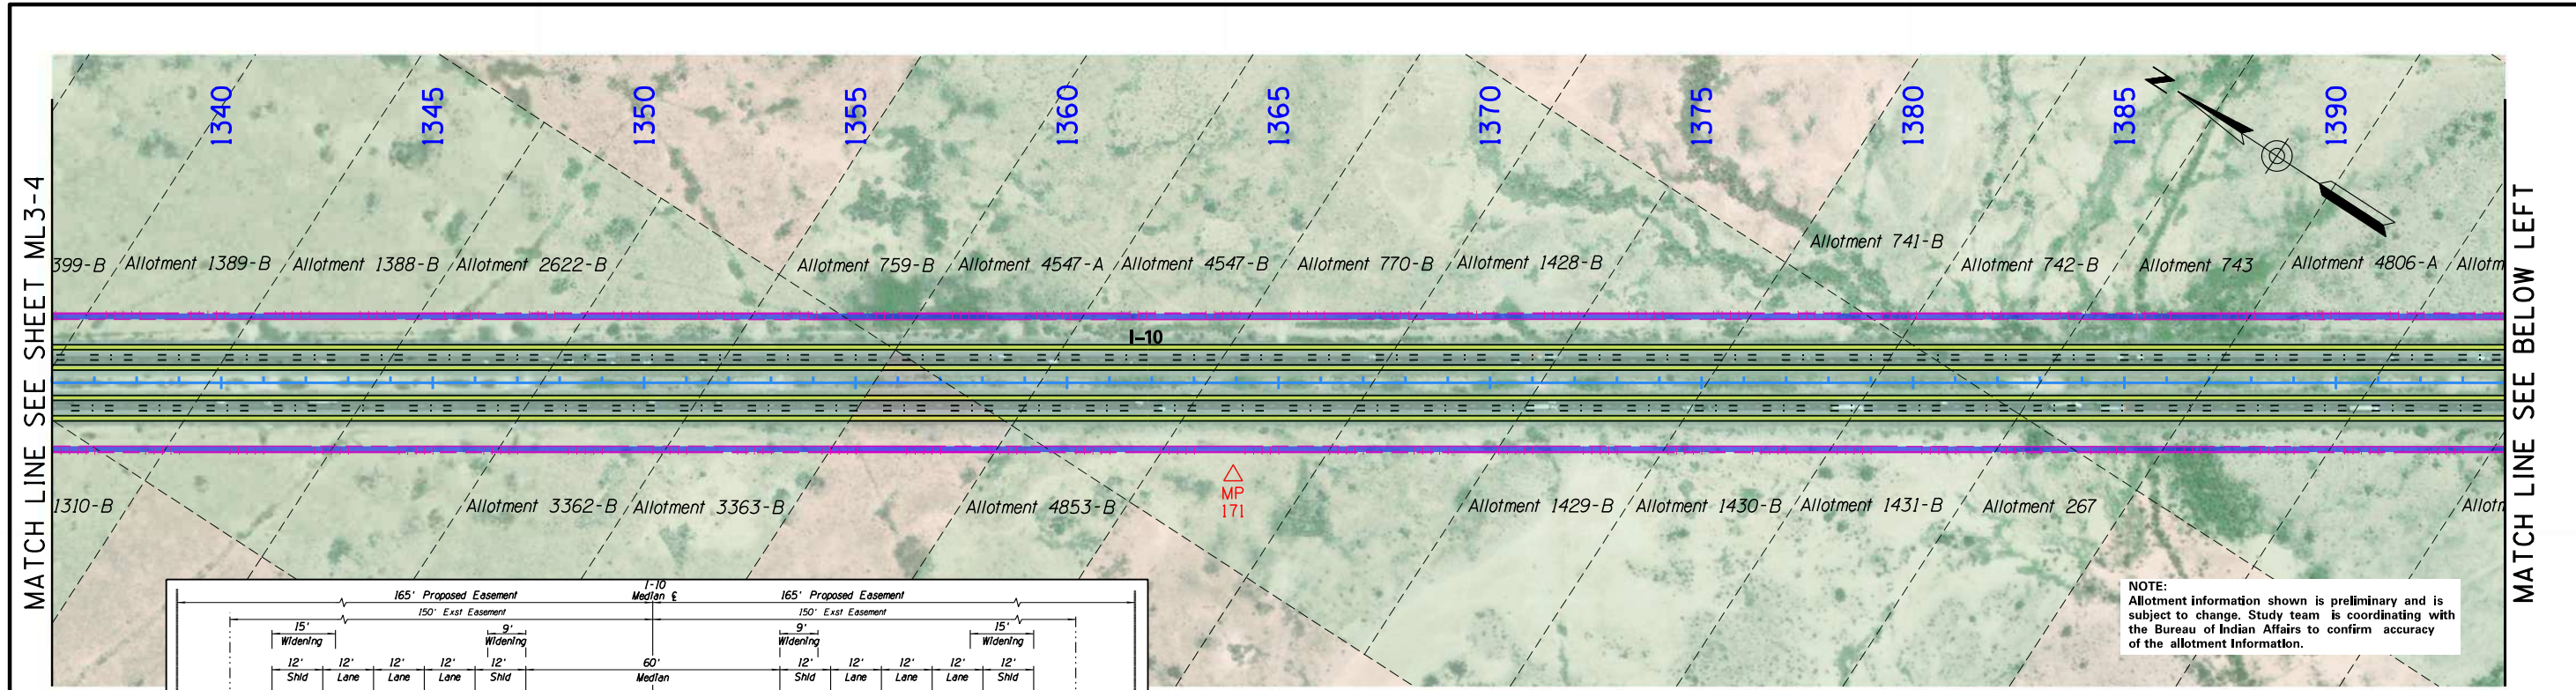 MATCH LINE SEE SHEET ML3-4
1340
1345
1350
1355
1360
1365
1370
1375
1380
1385
1390
N
399-B
Allotment 1389-B
Allotment 1388-B
Allotment 2622-B
Allotment 759-B
Allotment 4547-A
Allotment 4547-B
Allotment 770-B
Allotment 1428-B
Allotment 741-B
Allotment 742-B
Allotment 743
Allotment 4806-A
Allotm
I-10
1310-B
Allotment 3362-B
Allotment 3363-B
Allotment 4853-B
MP
171
Allotment 1429-B
Allotment 1430-B
Allotment 1431-B
Allotment 267
Allotm
MATCH LINE SEE BELOW LEFT
I-10
165' Proposed Easement
Median ℄
165' Proposed Easement
150' Exst Easement
150' Exst Easement
15'
9'
9'
15'
Widening
Widening
Widening
Widening
12'
12'
12'
12'
12'
60'
12'
12'
12'
12'
12'
Shld
Lane
Lane
Lane
Shld
Median
Shld
Lane
Lane
Lane
Shld
NOTE:
Allotment information shown is preliminary and is
subject to change. Study team is coordinating with
the Bureau of Indian Affairs to confirm accuracy
of the allotment Information.